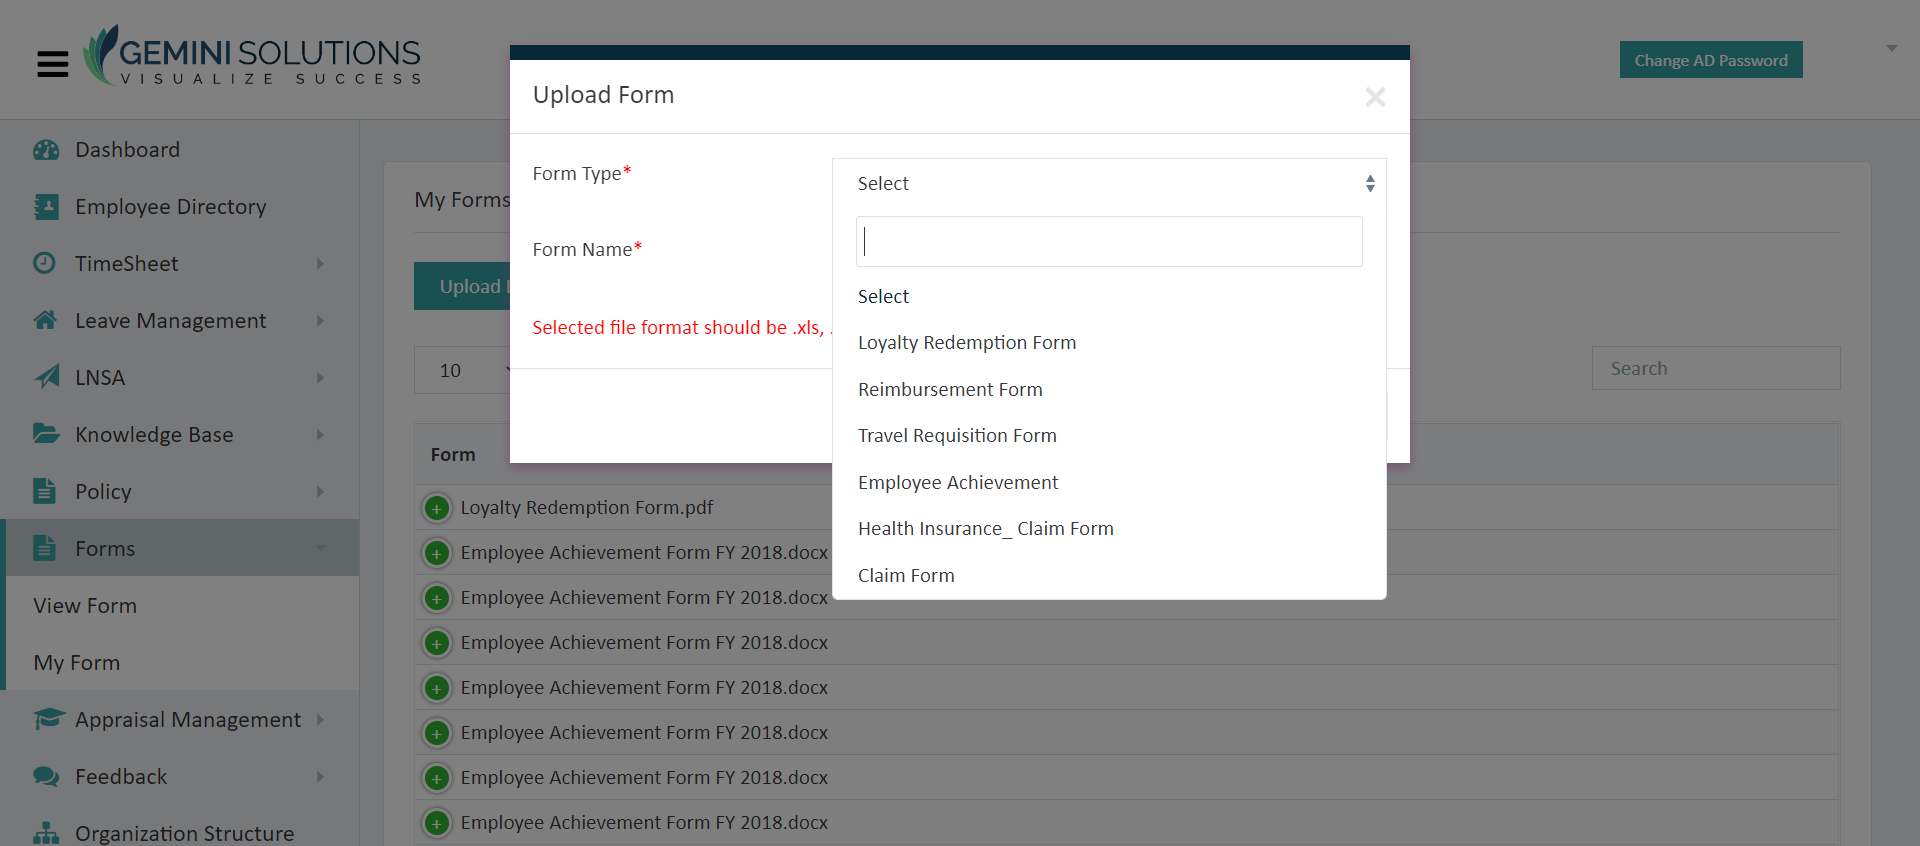 GEMINI SOLUTIONS
VISUALIZE SUCCESS
Change AD Password
Upload Form
×
Dashboard
Employee Directory
TimeSheet
Leave Management
LNSA
Knowledge Base
Policy
Forms
View Form
My Form
Appraisal Management
Feedback
Organization Structure
My Forms
Upload
10
Search
Form Type*
Form Name*
Selected file format should be .xls, .
Select
Select
Loyalty Redemption Form
Reimbursement Form
Travel Requisition Form
Employee Achievement
Health Insurance_ Claim Form
Claim Form
Form
Loyalty Redemption Form.pdf
Employee Achievement Form FY 2018.docx
Employee Achievement Form FY 2018.docx
Employee Achievement Form FY 2018.docx
Employee Achievement Form FY 2018.docx
Employee Achievement Form FY 2018.docx
Employee Achievement Form FY 2018.docx
Employee Achievement Form FY 2018.docx